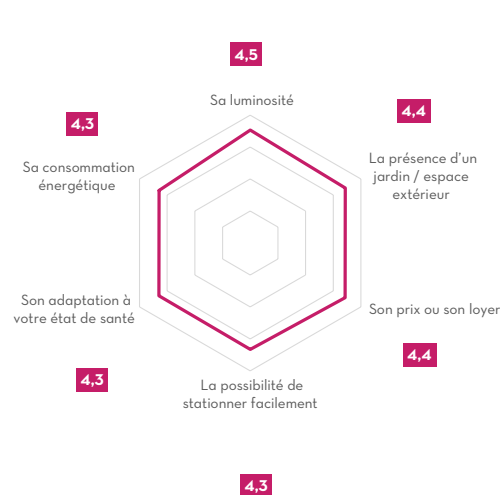 4,5
Sa luminosité
4,4
La présence d'un
jardin / espace
extérieur
Son prix ou son loyer
4,4
La possibilité de
stationner facilement
4,3
Son adaptation à
votre état de santé
4,3
4,3
Sa consommation
énergétique